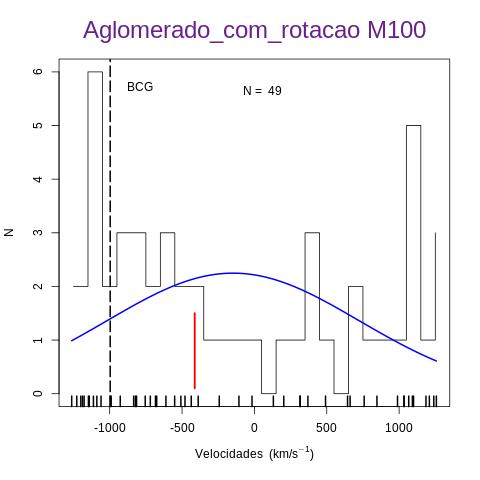 Aglomerado_com_rotacao M100
BCG
N = 49
6
5
4
3
2
1
0
N
-1000 -500 0 500 1000
Velocidades (km/s⁻¹)